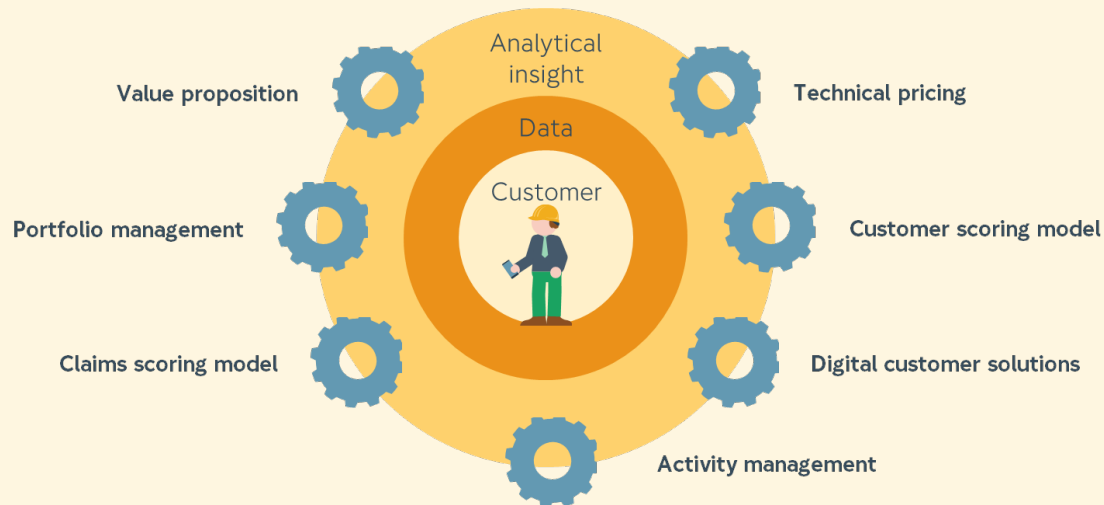 Analytical
insight
Value proposition
Technical pricing
Data
Customer
Portfolio management
Customer scoring model
Claims scoring model
Digital customer solutions
Activity management